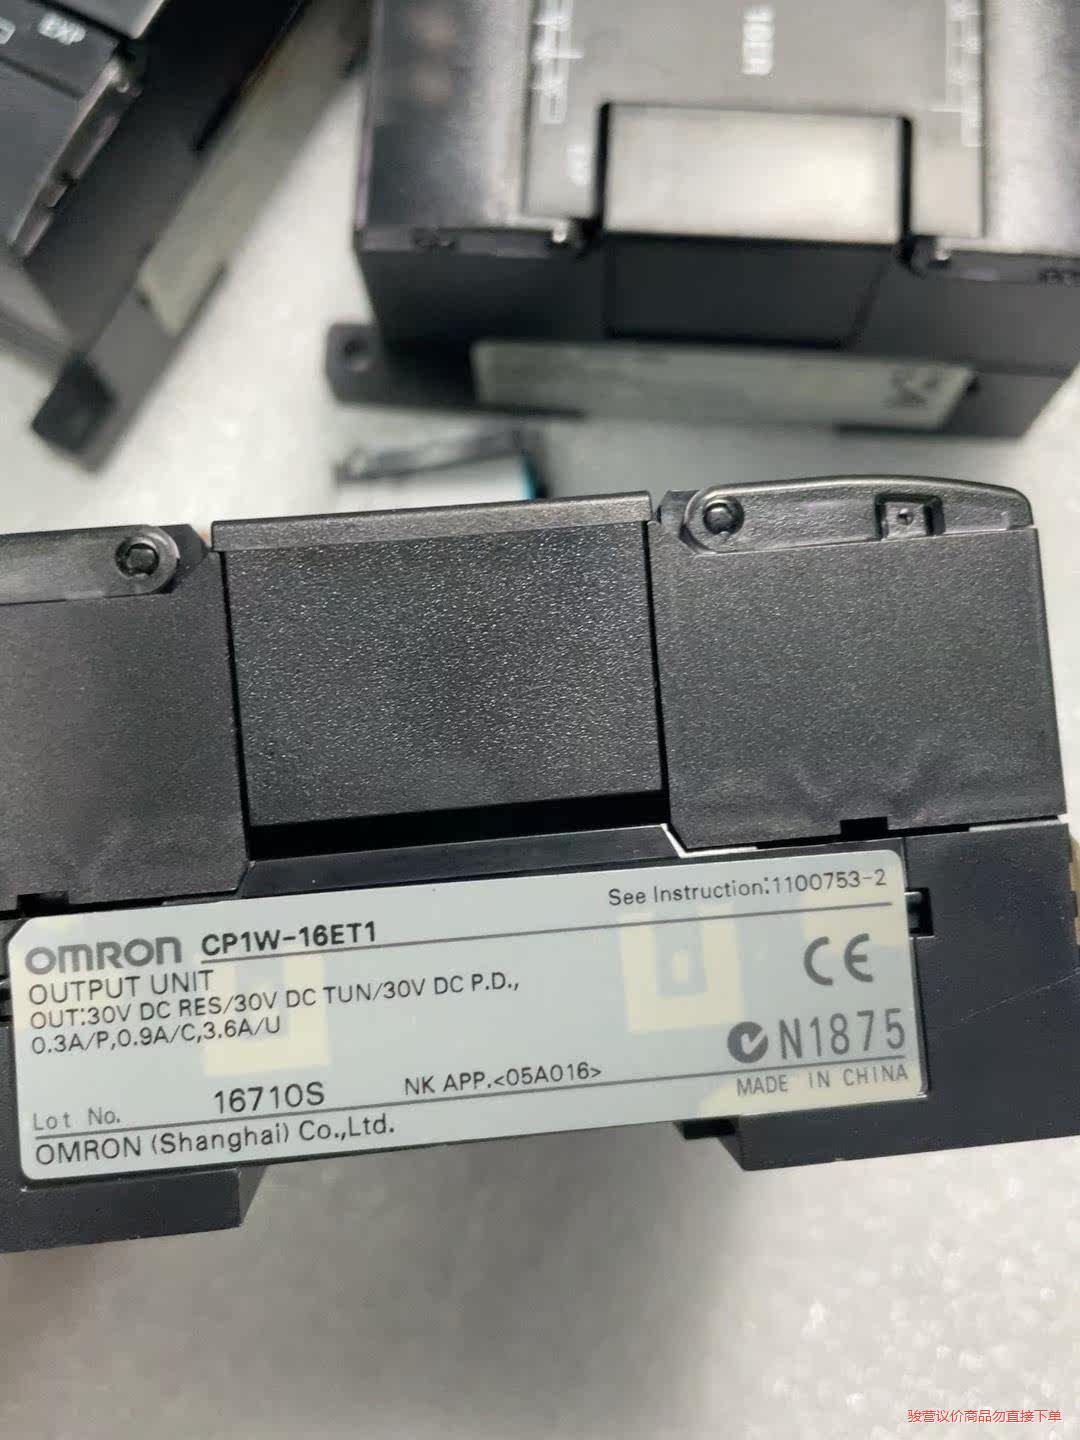 EXP
16ER
EXP
See Instruction:1100753-2
OMRON CP1W-16ET1
OUTPUT UNIT
OUT:30V DC RES/30V DC TUN/30V DC P.D.,
0.3A/P,0.9A/C,3.6A/U
N1875
Lot No. 16710S NK APP.<05A016> MADE IN CHINA
OMRON (Shanghai) Co.,Ltd.
骏营议价商品勿直接下单